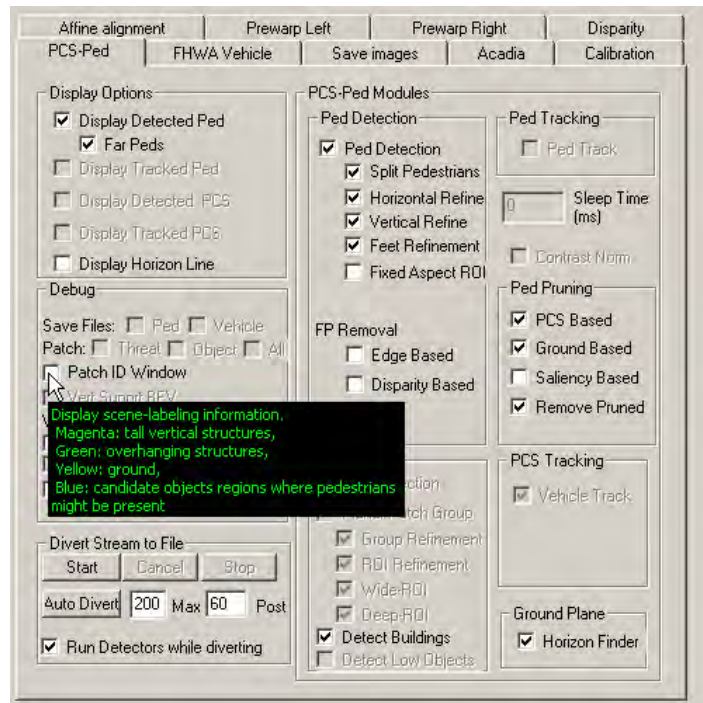 Affine alignment Prewarp Left Prewarp Right Disparity
PCS-Ped FHWA Vehicle Save images Acadia Calibration
Display Options
Display Detected Ped
Far Peds
Display Tracked Ped
Display Detected PCS
Display Tracked PCS
Display Horizon Line
Debug
Save Files: Ped Vehicle
Patch: Threat Object All
Patch ID Window
Vert Support BEV
Display scene-labeling information.
Magenta: tall vertical structures,
Green: overhanging structures,
Yellow: ground,
Blue: candidate objects regions where pedestrians
might be present
Divert Stream to File
Start Cancel Stop
Auto Divert 200 Max 60 Post
Run Detectors while diverting
PCS-Ped Modules
Ped Detection
Ped Detection
Split Pedestrians
Horizontal Refine
Vertical Refine
Feet Refinement
Fixed Aspect ROI
FP Removal
Edge Based
Disparity Based
Group
Group Refinement
ROI Refinement
Wide-ROI
Deep-ROI
Detect Buildings
Detect Low Objects
Ped Tracking
Ped Track
0 Sleep Time
(ms)
Contrast Norm
Ped Pruning
PCS Based
Ground Based
Saliency Based
Remove Pruned
PCS Tracking
Vehicle Track
Ground Plane
Horizon Finder